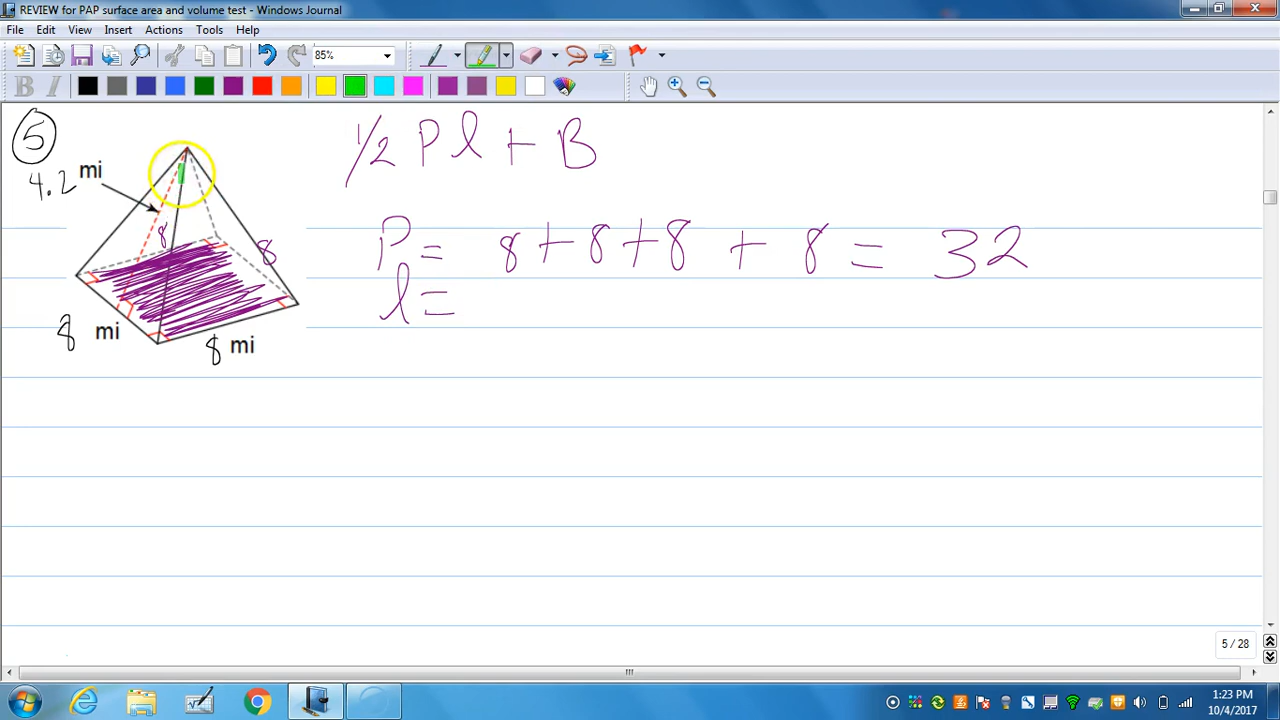 REVIEW for PAP surface area and volume test - Windows Journal
File Edit View Insert Actions Tools Help
85%
B I
5
1/2 Pl + B
4.2 mi
P = 8+8+8 + 8 = 32
8
8
l =
8 mi
8 mi
5 / 28
1:23 PM
10/4/2017